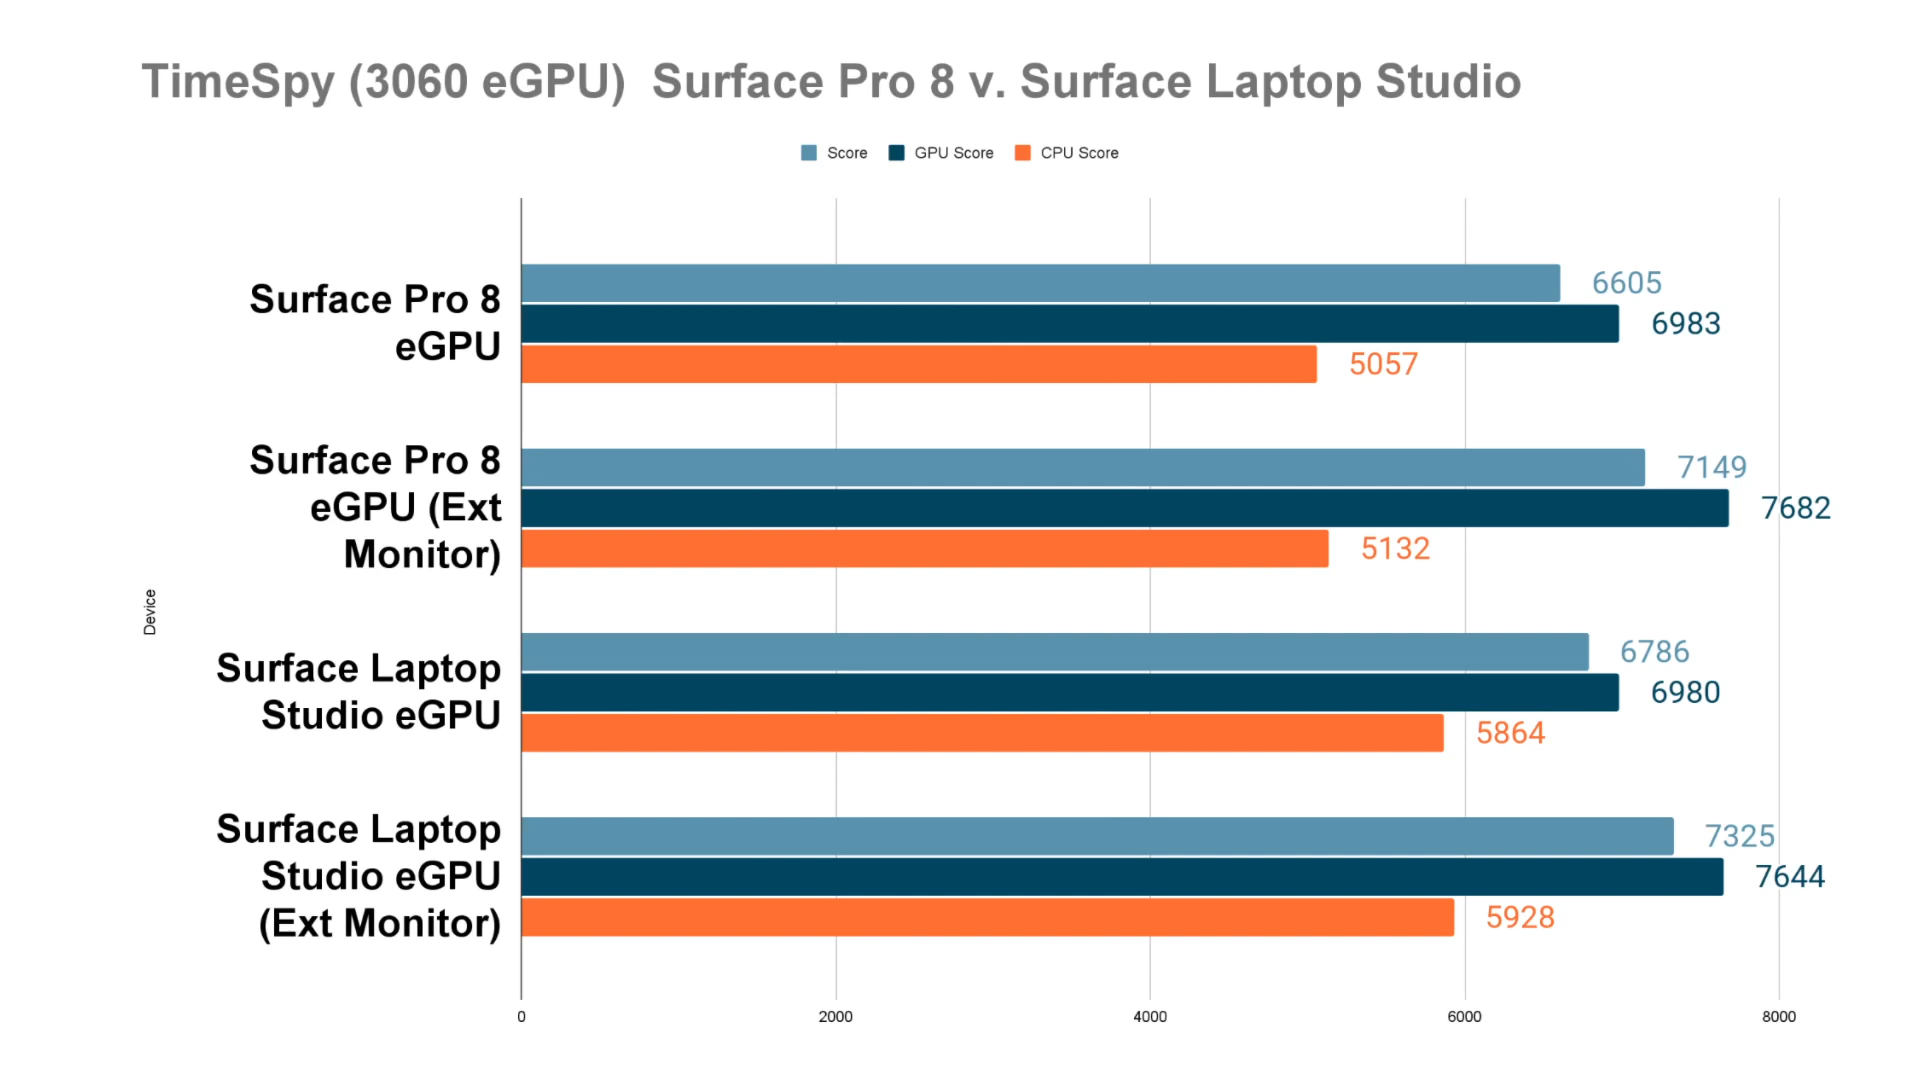 TimeSpy (3060 eGPU)  Surface Pro 8 v. Surface Laptop Studio
Score GPU Score CPU Score
Device
Surface Pro 8
eGPU
6605
6983
5057
Surface Pro 8
eGPU (Ext
Monitor)
7149
7682
5132
Surface Laptop
Studio eGPU
6786
6980
5864
Surface Laptop
Studio eGPU
(Ext Monitor)
7325
7644
5928
0 2000 4000 6000 8000